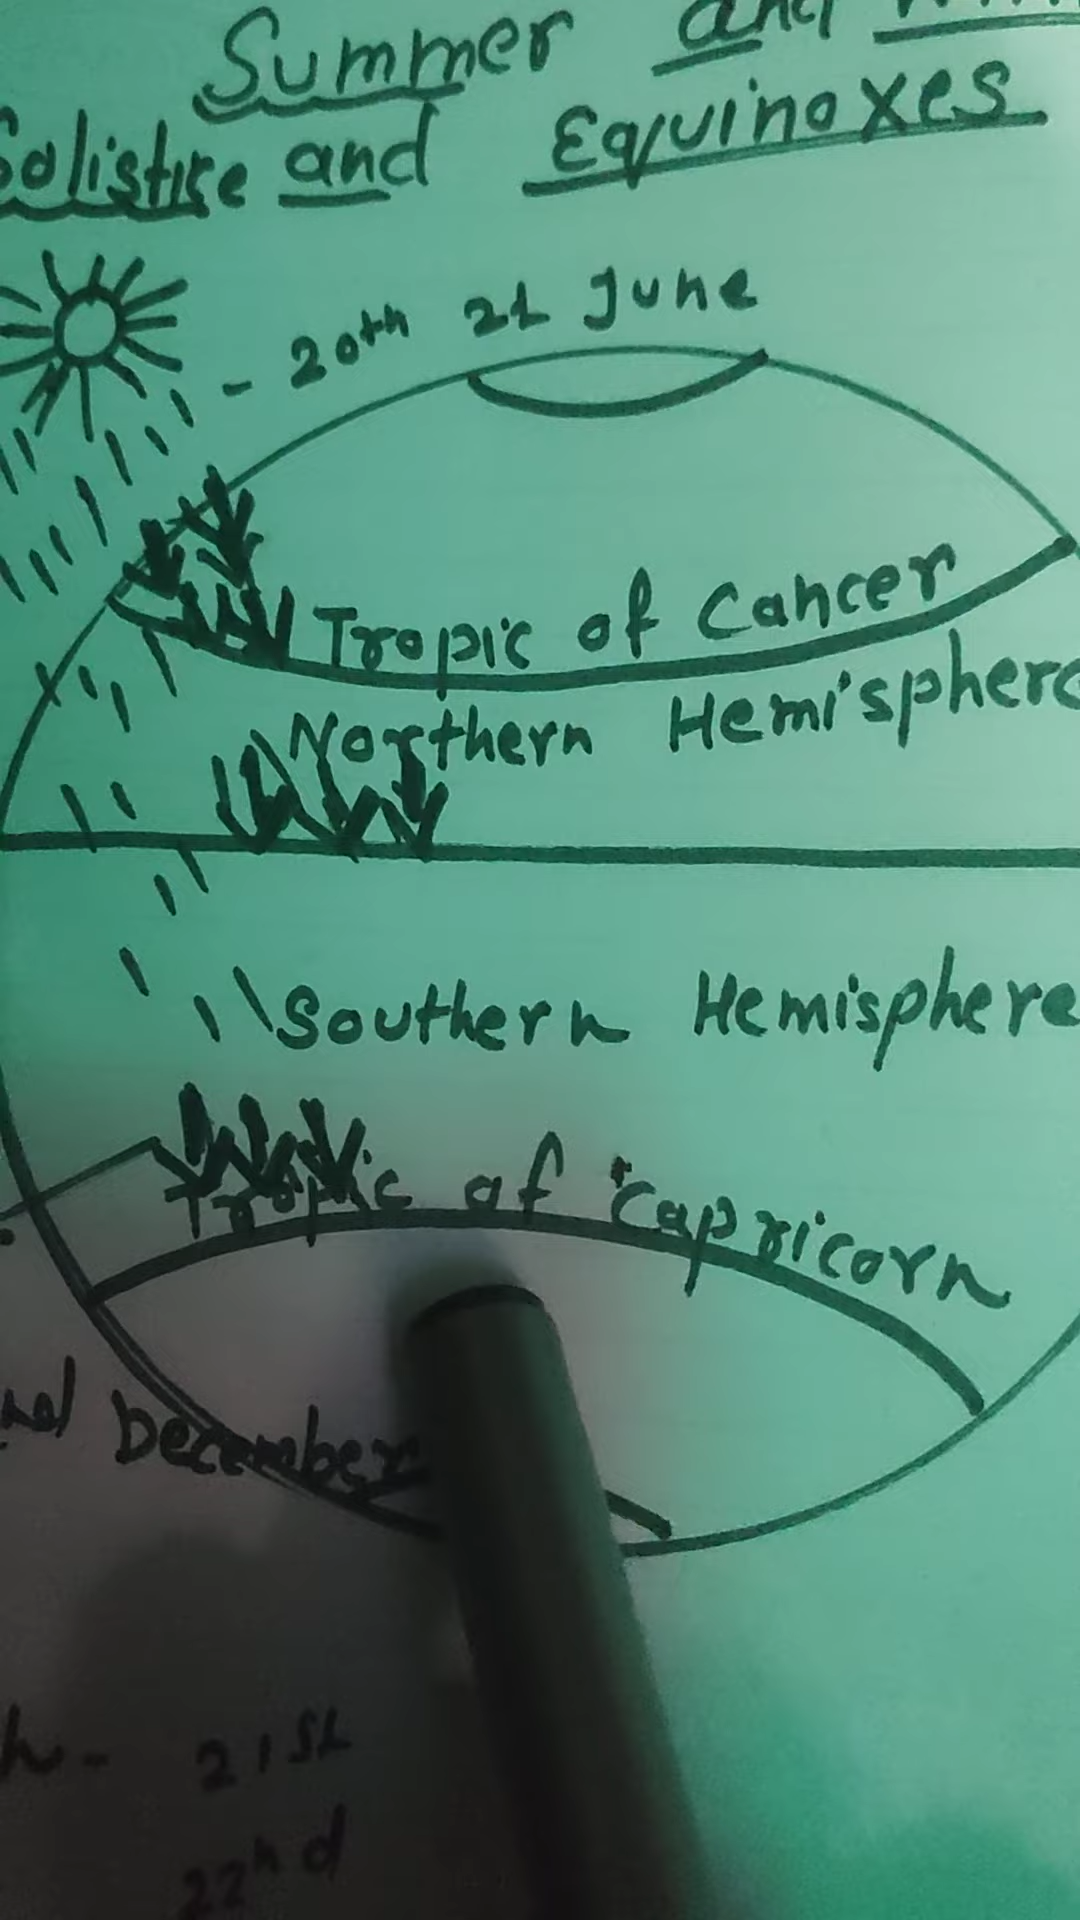 Summer and
Solistice and Equinoxes
- 20th 21 June
Tropic of Cancer
Northern Hemisphere
Southern Hemisphere
Tropic of Capricorn
December
21st
22nd